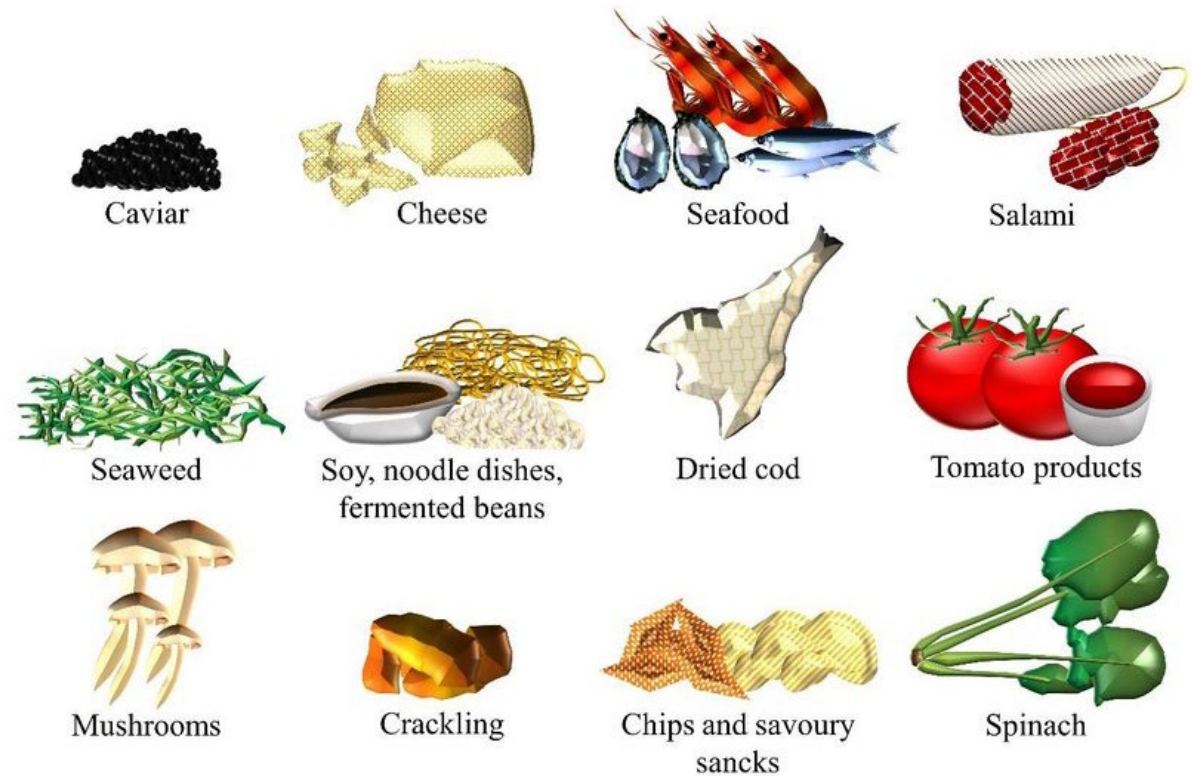 Caviar
Cheese
Seafood
Salami
Seaweed
Soy, noodle dishes,
fermented beans
Dried cod
Tomato products
Mushrooms
Crackling
Chips and savoury
sancks
Spinach